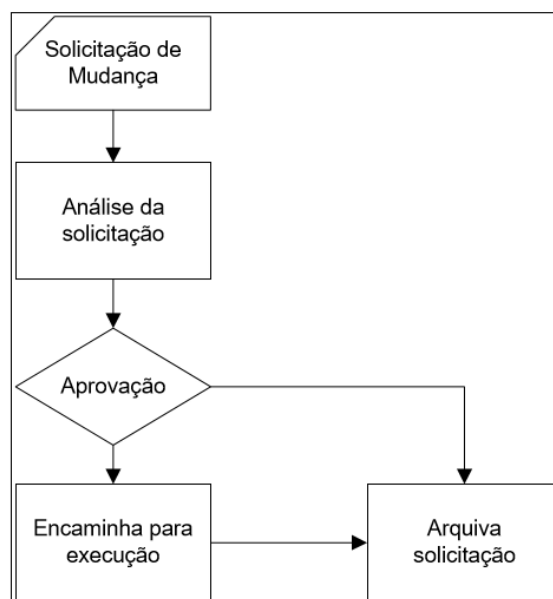 Solicitação de
Mudança
Análise da
solicitação
Aprovação
Encaminha para
execução
Arquiva
solicitação